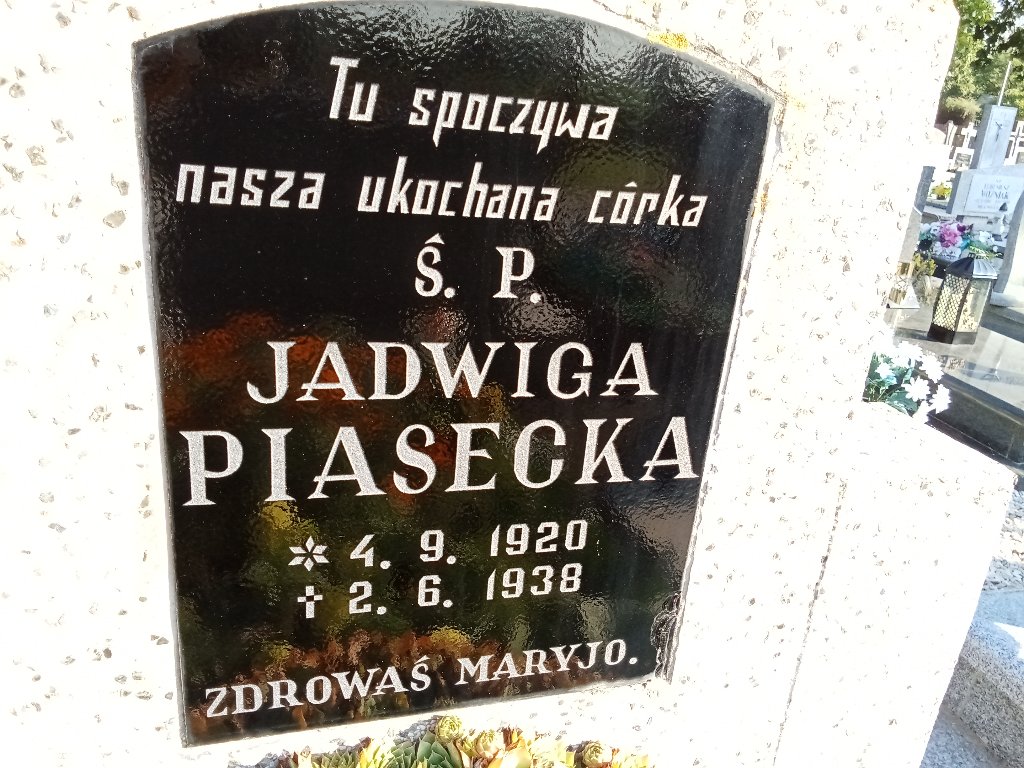 Tu spoczywa
nasza ukochana córka
Ś. P.
JADWIGA
PIASECKA
* 4. 9. 1920
✝ 2. 6. 1938
ZDROWAŚ MARYJO.